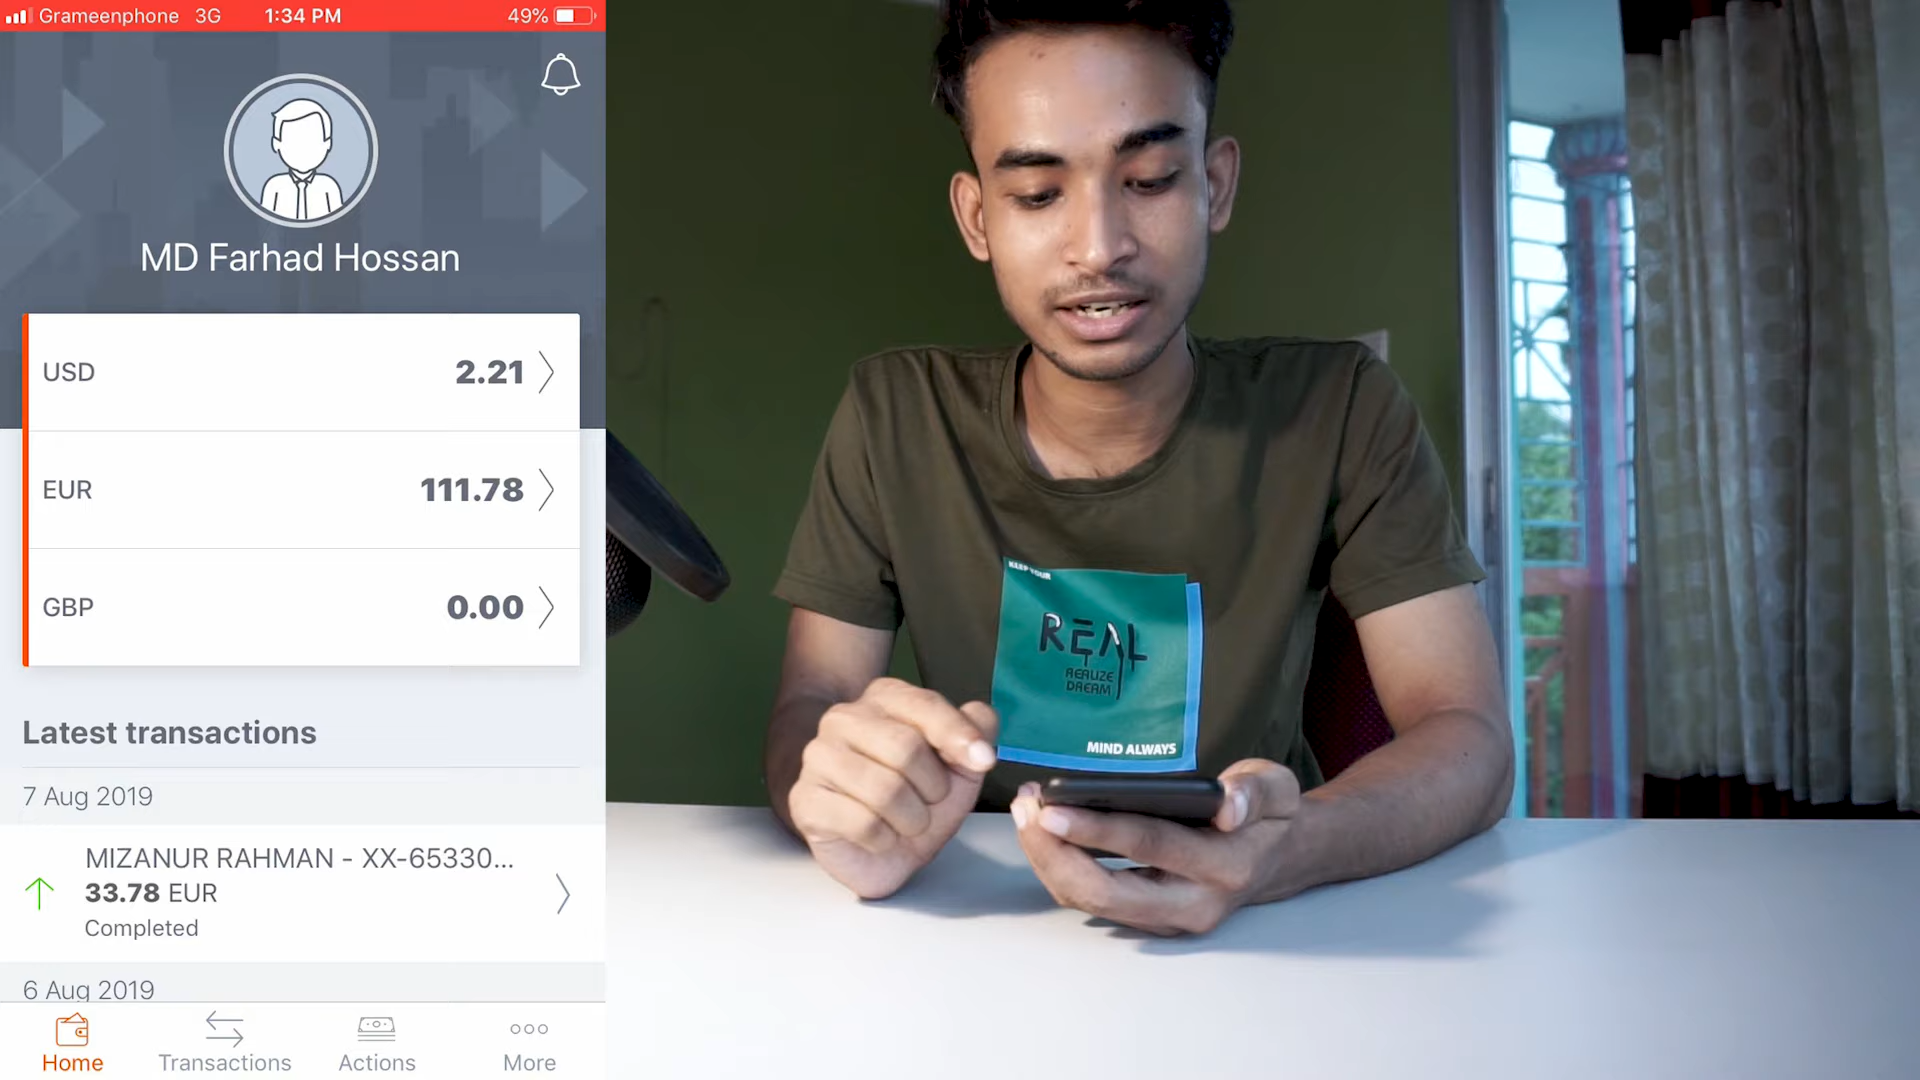 Grameenphone 3G 1:34 PM 49%
MD Farhad Hossan
USD 2.21
EUR 111.78
GBP 0.00
Latest transactions
7 Aug 2019
MIZANUR RAHMAN - XX-65330...
33.78 EUR
Completed
6 Aug 2019
Home Transactions Actions More
KEEP YOUR
REAL
REALIZE
DREAM
MIND ALWAYS